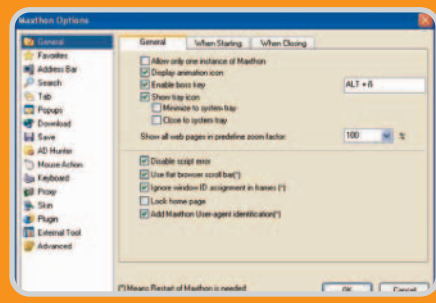 Maxthon Options
General
Favorites
Address Bar
Search
Tab
Popups
Download
Save
AD Hunter
Mouse Action
Keyboard
Proxy
Skin
Plugin
External Tool
Advanced
General When Starting When Closing
Allow only one instance of Maxthon
Display animation icon
Enable boss key
ALT + ñ
Show tray icon
Minimize to system tray
Close to system tray
Show all web pages in predefine zoom factor: 100 %
Disable script error
Use flat browser scroll bar(*)
Ignore window ID assignment in frames (*)
Lock home page
Add Maxthon User-agent identification(*)
(*)Means Restart of Maxthon is needed
OK Cancel